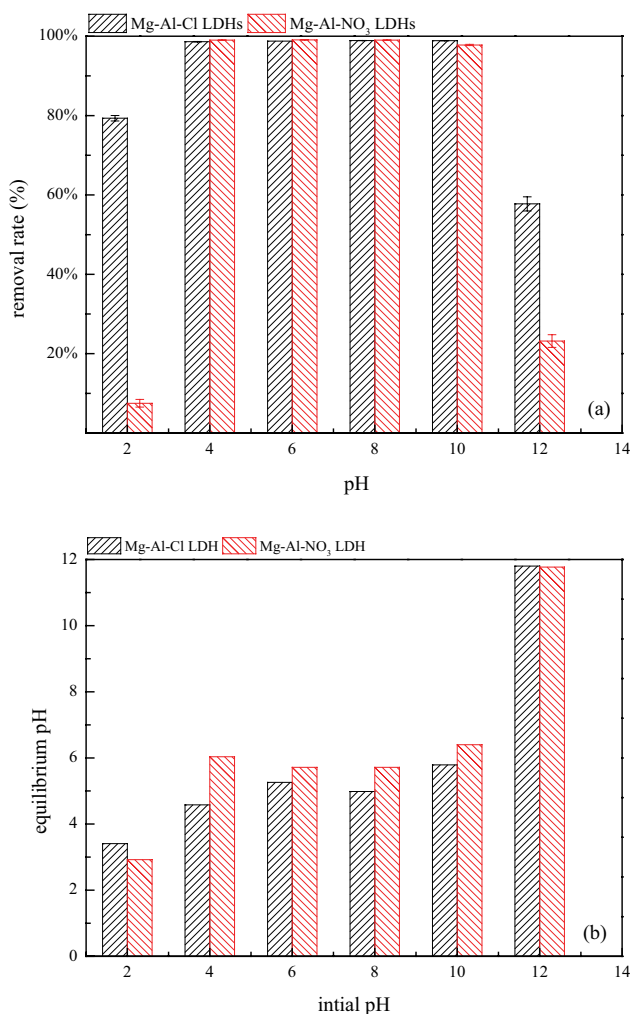 Mg-Al-Cl LDHs Mg-Al-NO₃ LDHs
100%
80%
60%
40%
20%
removal rate (%)
(a)
2 4 6 8 10 12 14
pH
Mg-Al-Cl LDH Mg-Al-NO₃ LDH
12
10
8
6
4
2
0
equilibrium pH
(b)
2 4 6 8 10 12 14
intial pH